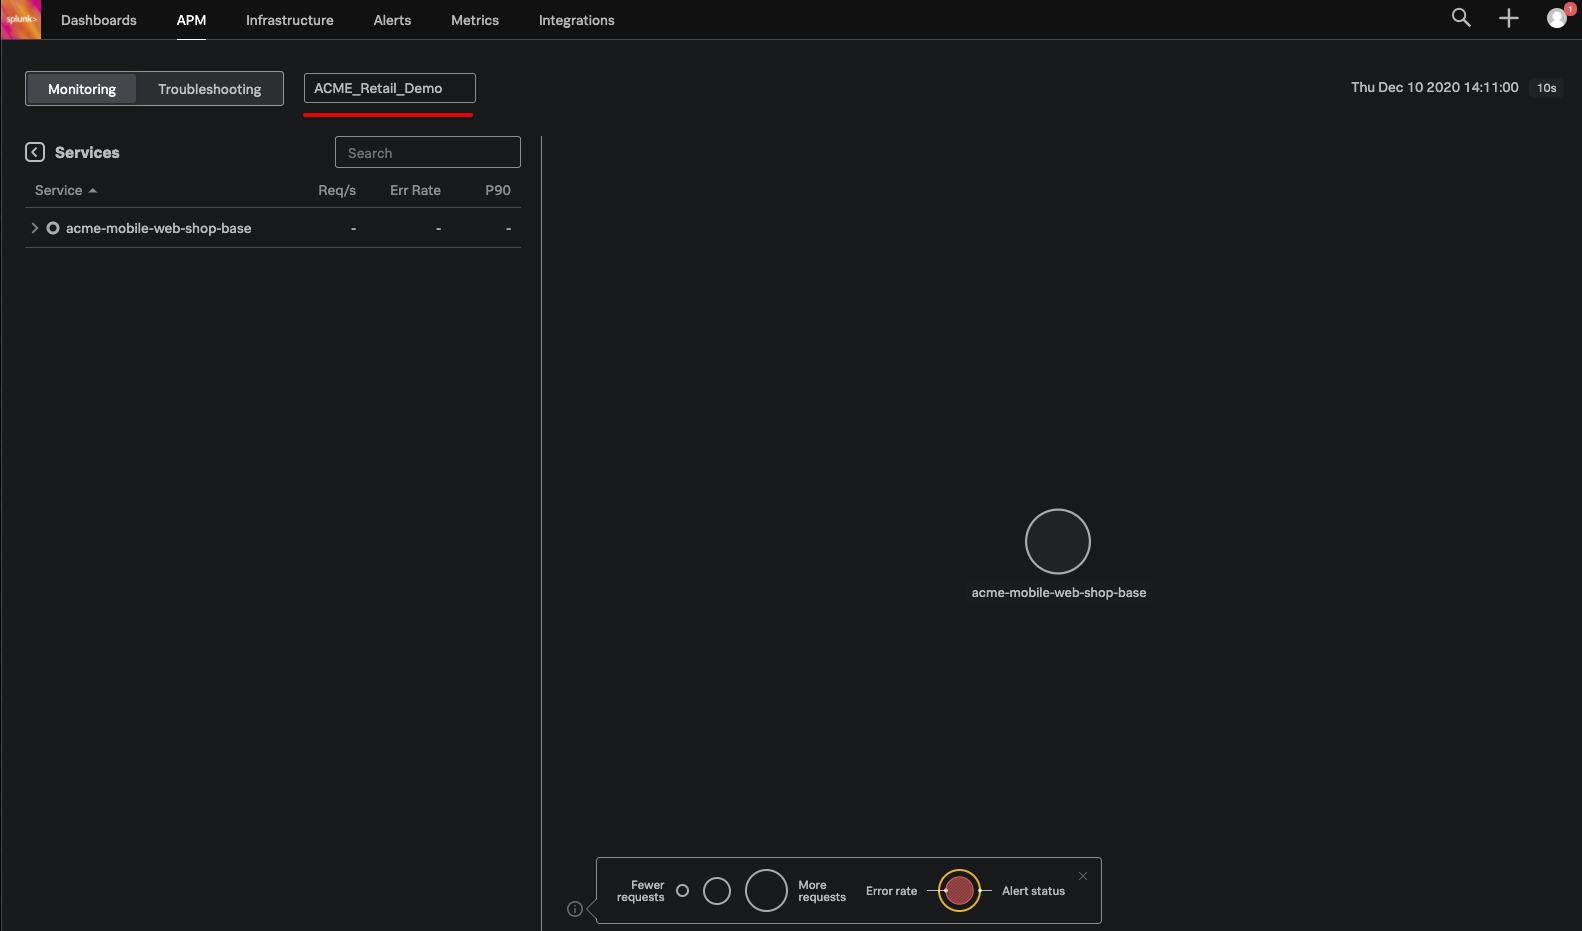 splunk>
Dashboards
APM
Infrastructure
Alerts
Metrics
Integrations
1
Monitoring
Troubleshooting
ACME_Retail_Demo
Thu Dec 10 2020 14:11:00
10s
Services
Search
Service
Req/s
Err Rate
P90
acme-mobile-web-shop-base
-
-
-
acme-mobile-web-shop-base
Fewer
requests
More
requests
Error rate
Alert status